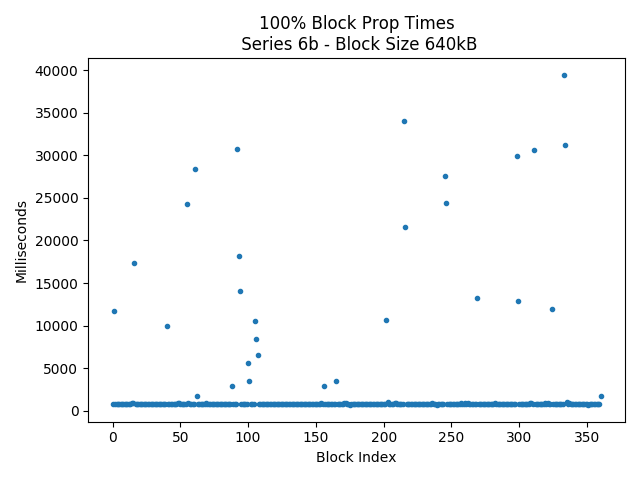 100% Block Prop Times
Series 6b - Block Size 640kB
40000
35000
30000
25000
20000
15000
10000
5000
0
Milliseconds
0 50 100 150 200 250 300 350
Block Index